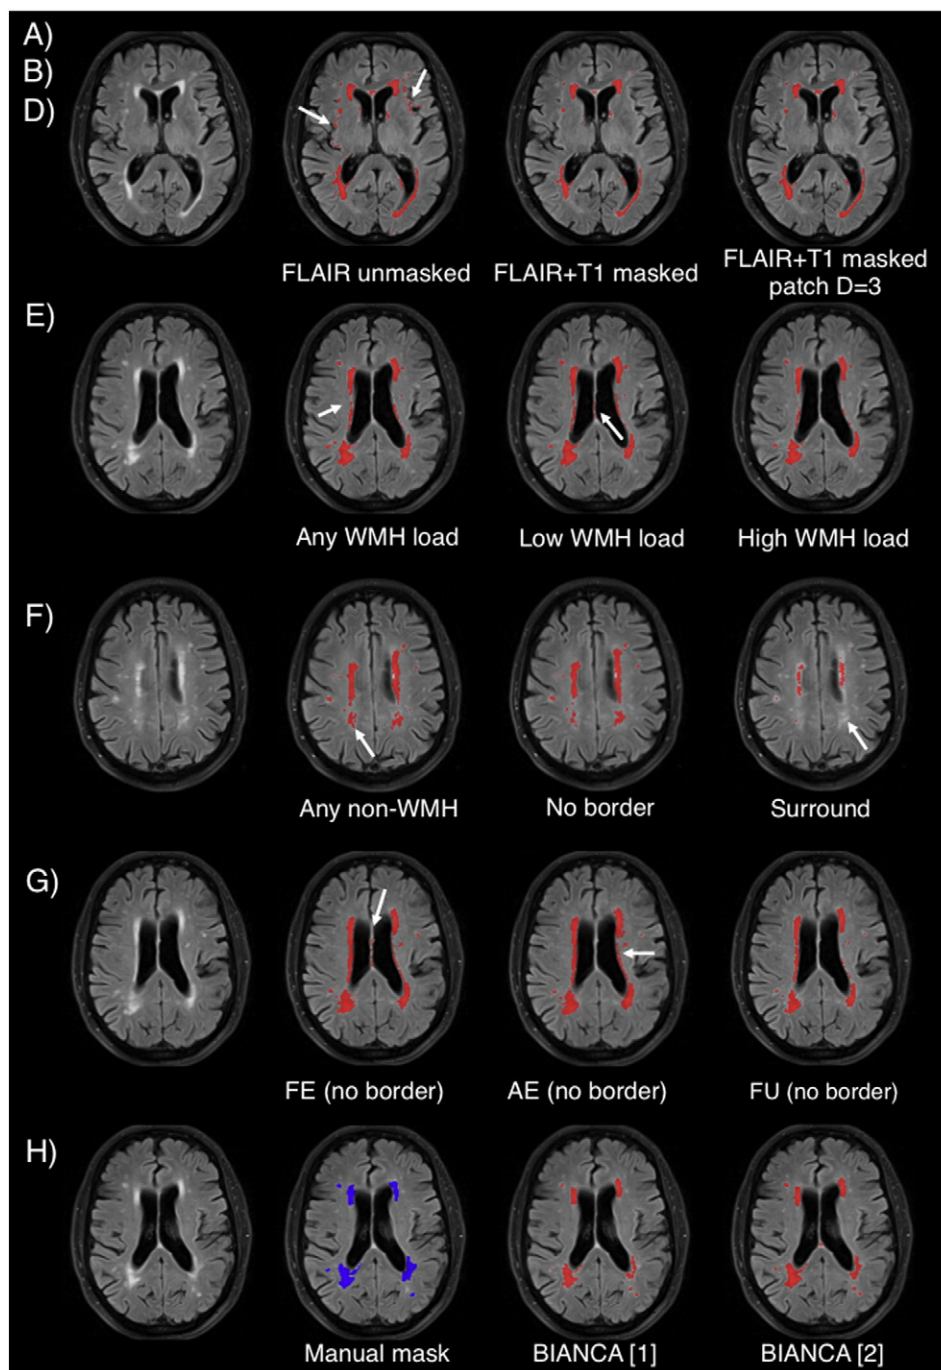 A)
B)
D)
FLAIR unmasked
FLAIR+T1 masked
FLAIR+T1 masked
patch D=3
E)
Any WMH load
Low WMH load
High WMH load
F)
Any non-WMH
No border
Surround
G)
FE (no border)
AE (no border)
FU (no border)
H)
Manual mask
BIANCA [1]
BIANCA [2]